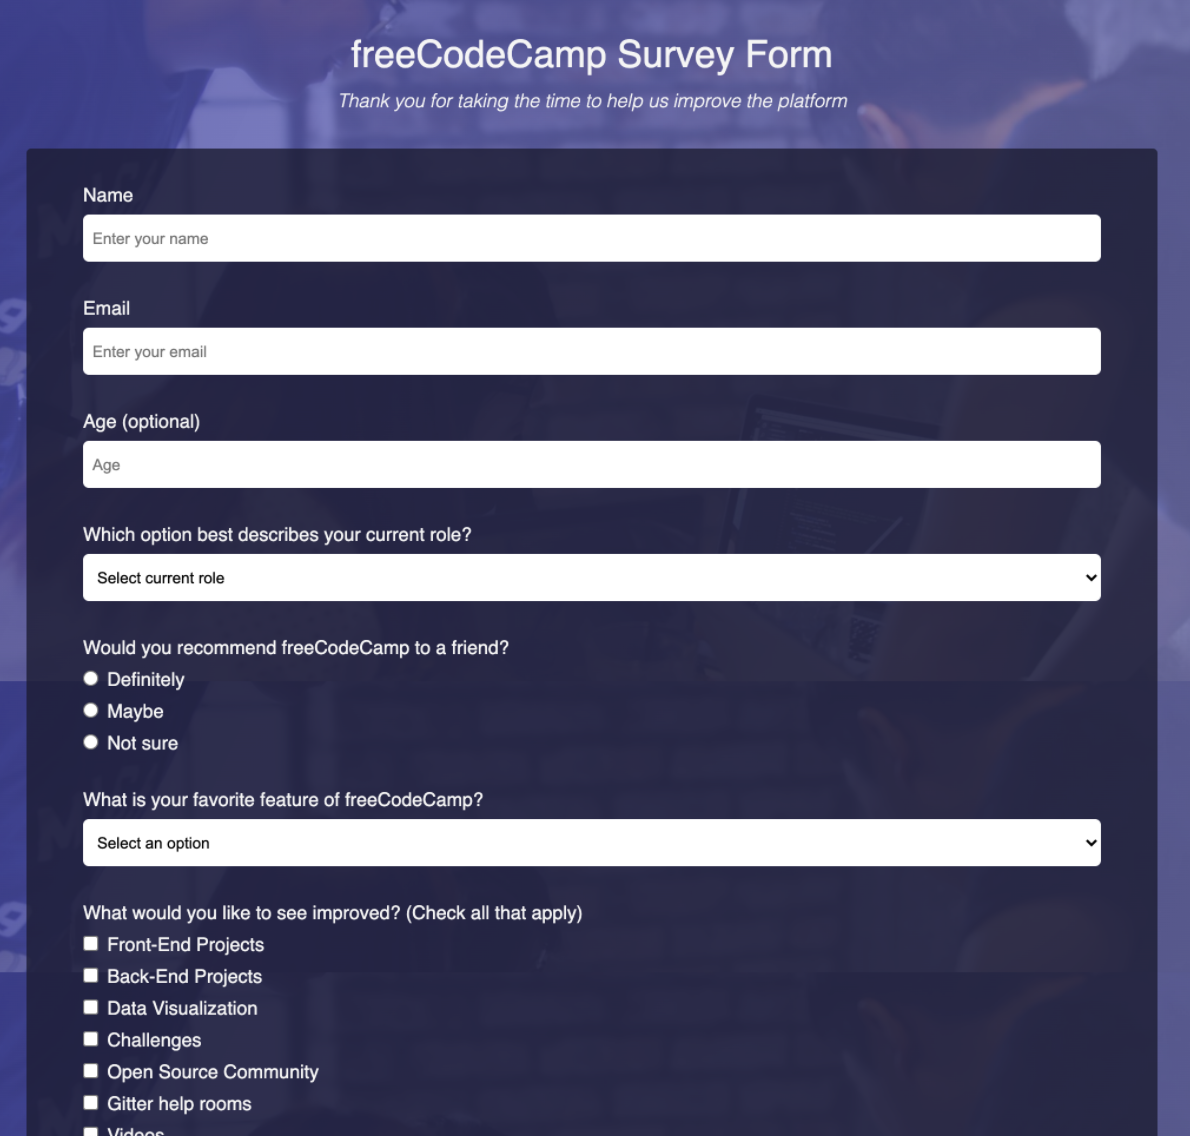 freeCodeCamp Survey Form
Thank you for taking the time to help us improve the platform
Name
Enter your name
Email
Enter your email
Age (optional)
Age
Which option best describes your current role?
Select current role
Would you recommend freeCodeCamp to a friend?
Definitely
Maybe
Not sure
What is your favorite feature of freeCodeCamp?
Select an option
What would you like to see improved? (Check all that apply)
Front-End Projects
Back-End Projects
Data Visualization
Challenges
Open Source Community
Gitter help rooms
Videos